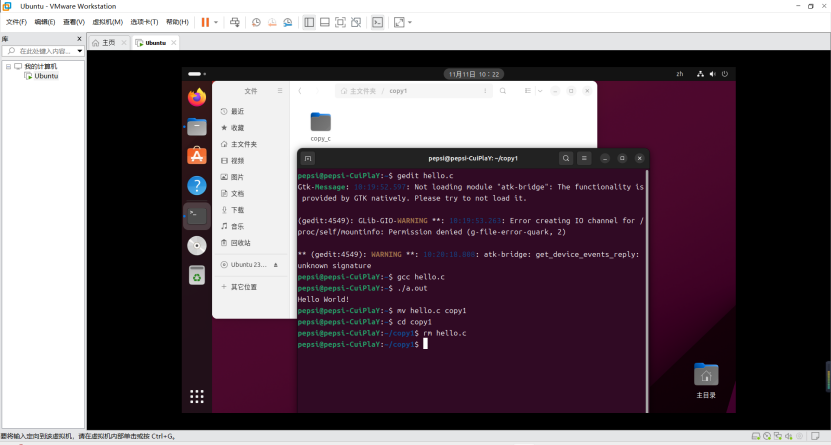 Ubuntu - VMware Workstation
文件(F) 编辑(E) 查看(V) 虚拟机(M) 选项卡(T) 帮助(H)
库
主页
Ubuntu
在此处键入内容...
我的计算机
Ubuntu
11月11日 10：22
zh
文件
主文件夹 / copy1
最近
收藏
主文件夹
视频
图片
文档
下载
音乐
回收站
Ubuntu 23...
其它位置
copy_c
pepsi@pepsi-CuiPlaY: ~/copy1
pepsi@pepsi-CuiPlaY:~$ gedit hello.c
Gtk-Message: 10:19:52.597: Not loading module "atk-bridge": The functionality is
provided by GTK natively. Please try to not load it.
(gedit:4549): GLib-GIO-WARNING **: 10:19:53.263: Error creating IO channel for /
proc/self/mountinfo: Permission denied (g-file-error-quark, 2)
** (gedit:4549): WARNING **: 10:20:18.008: atk-bridge: get_device_events_reply:
unknown signature
pepsi@pepsi-CuiPlaY:~$ gcc hello.c
pepsi@pepsi-CuiPlaY:~$ ./a.out
Hello World!
pepsi@pepsi-CuiPlaY:~$ mv hello.c copy1
pepsi@pepsi-CuiPlaY:~$ cd copy1
pepsi@pepsi-CuiPlaY:~/copy1$ rm hello.c
pepsi@pepsi-CuiPlaY:~/copy1$
主目录
要将输入定向到该虚拟机，请在虚拟机内部单击或按 Ctrl+G。